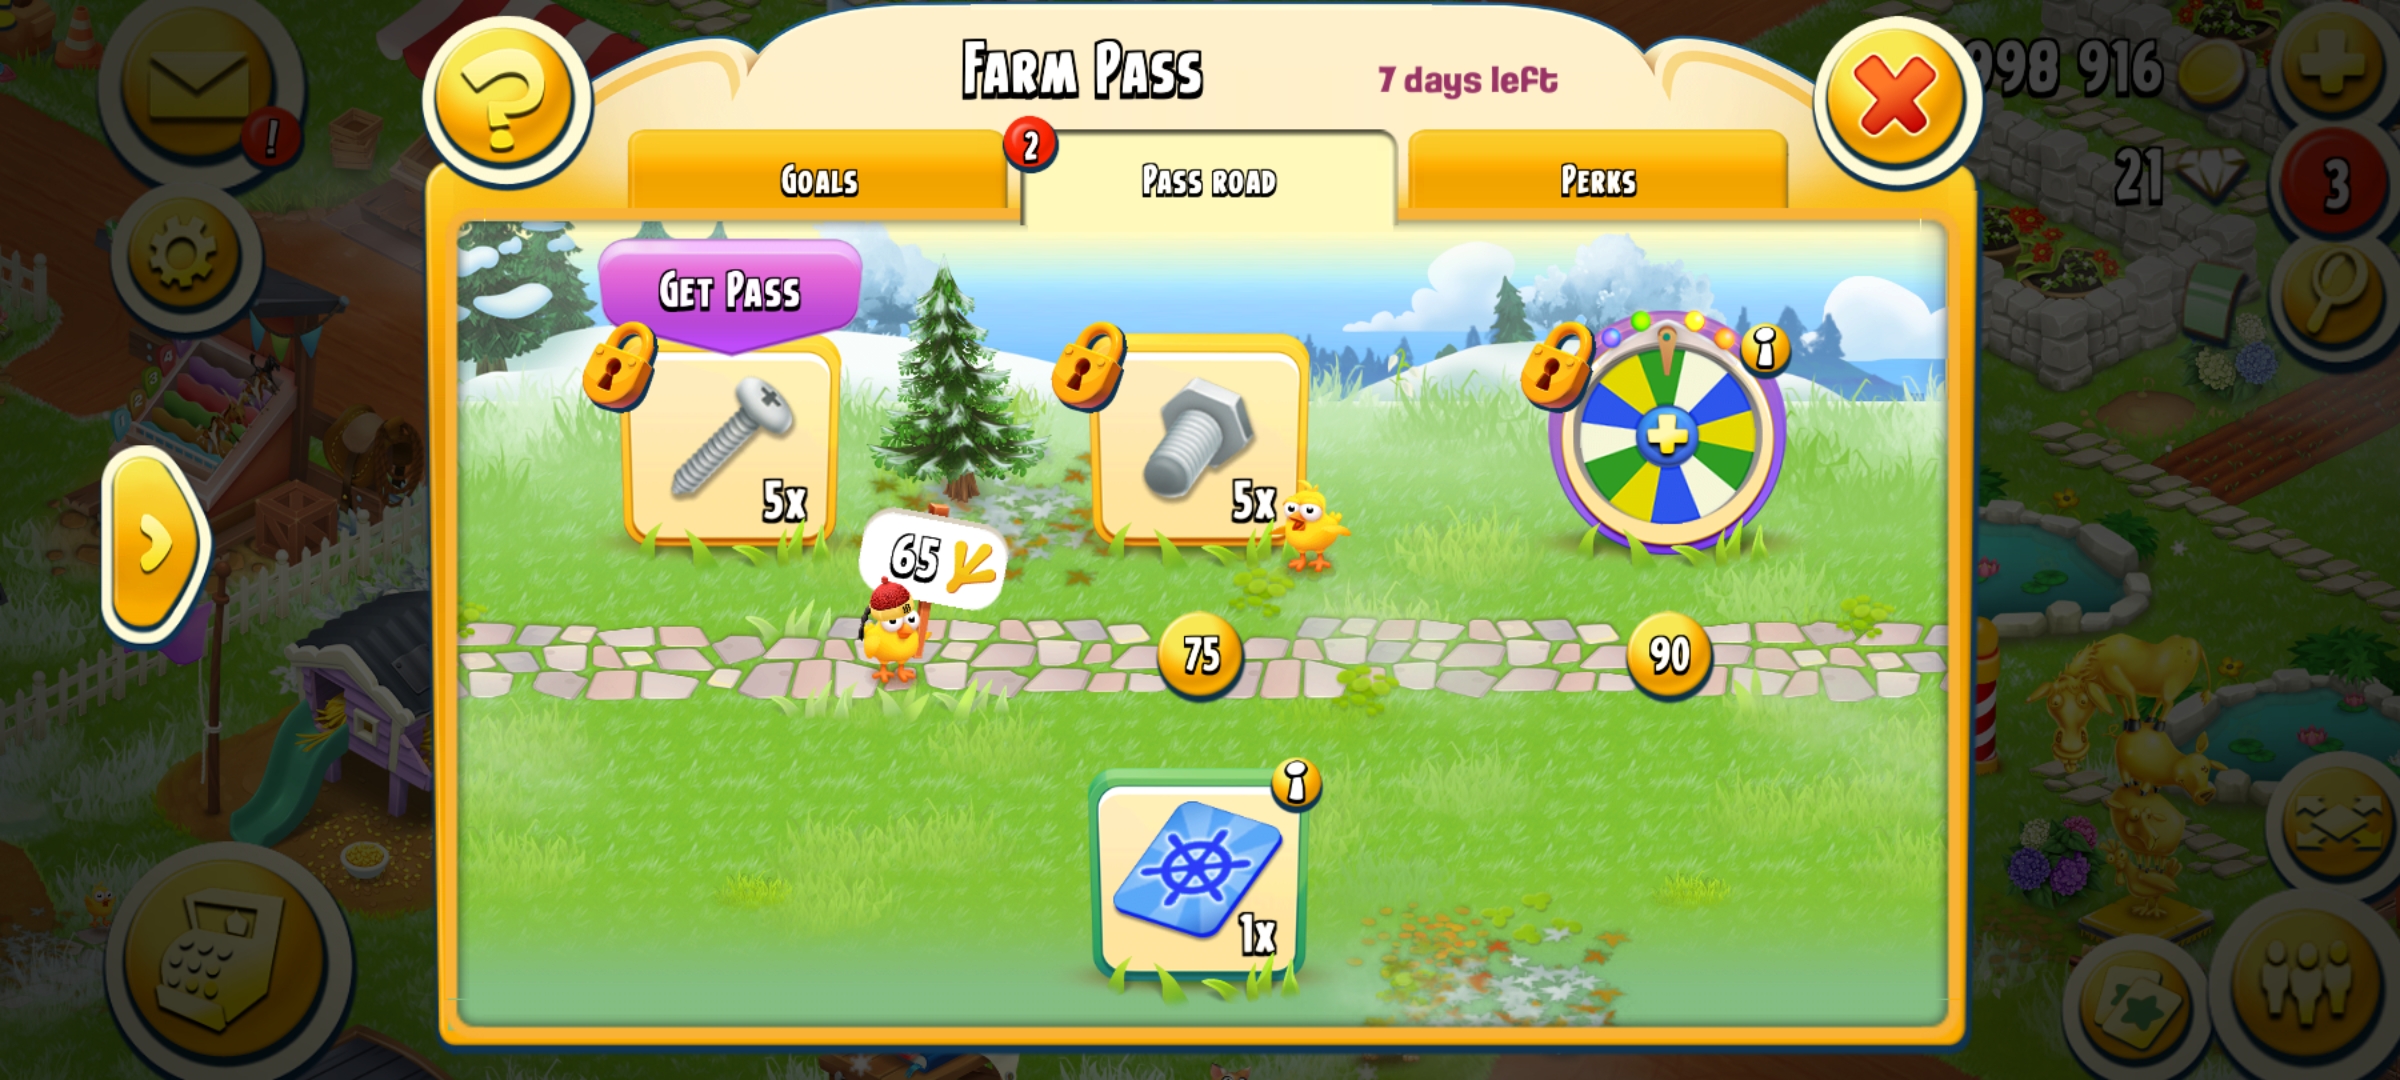 FARM PASS
7 days left
998 916
!
GOALS
2
PASS ROAD
PERKS
21
3
GET PASS
i
5x
5x
65
75
90
i
1x